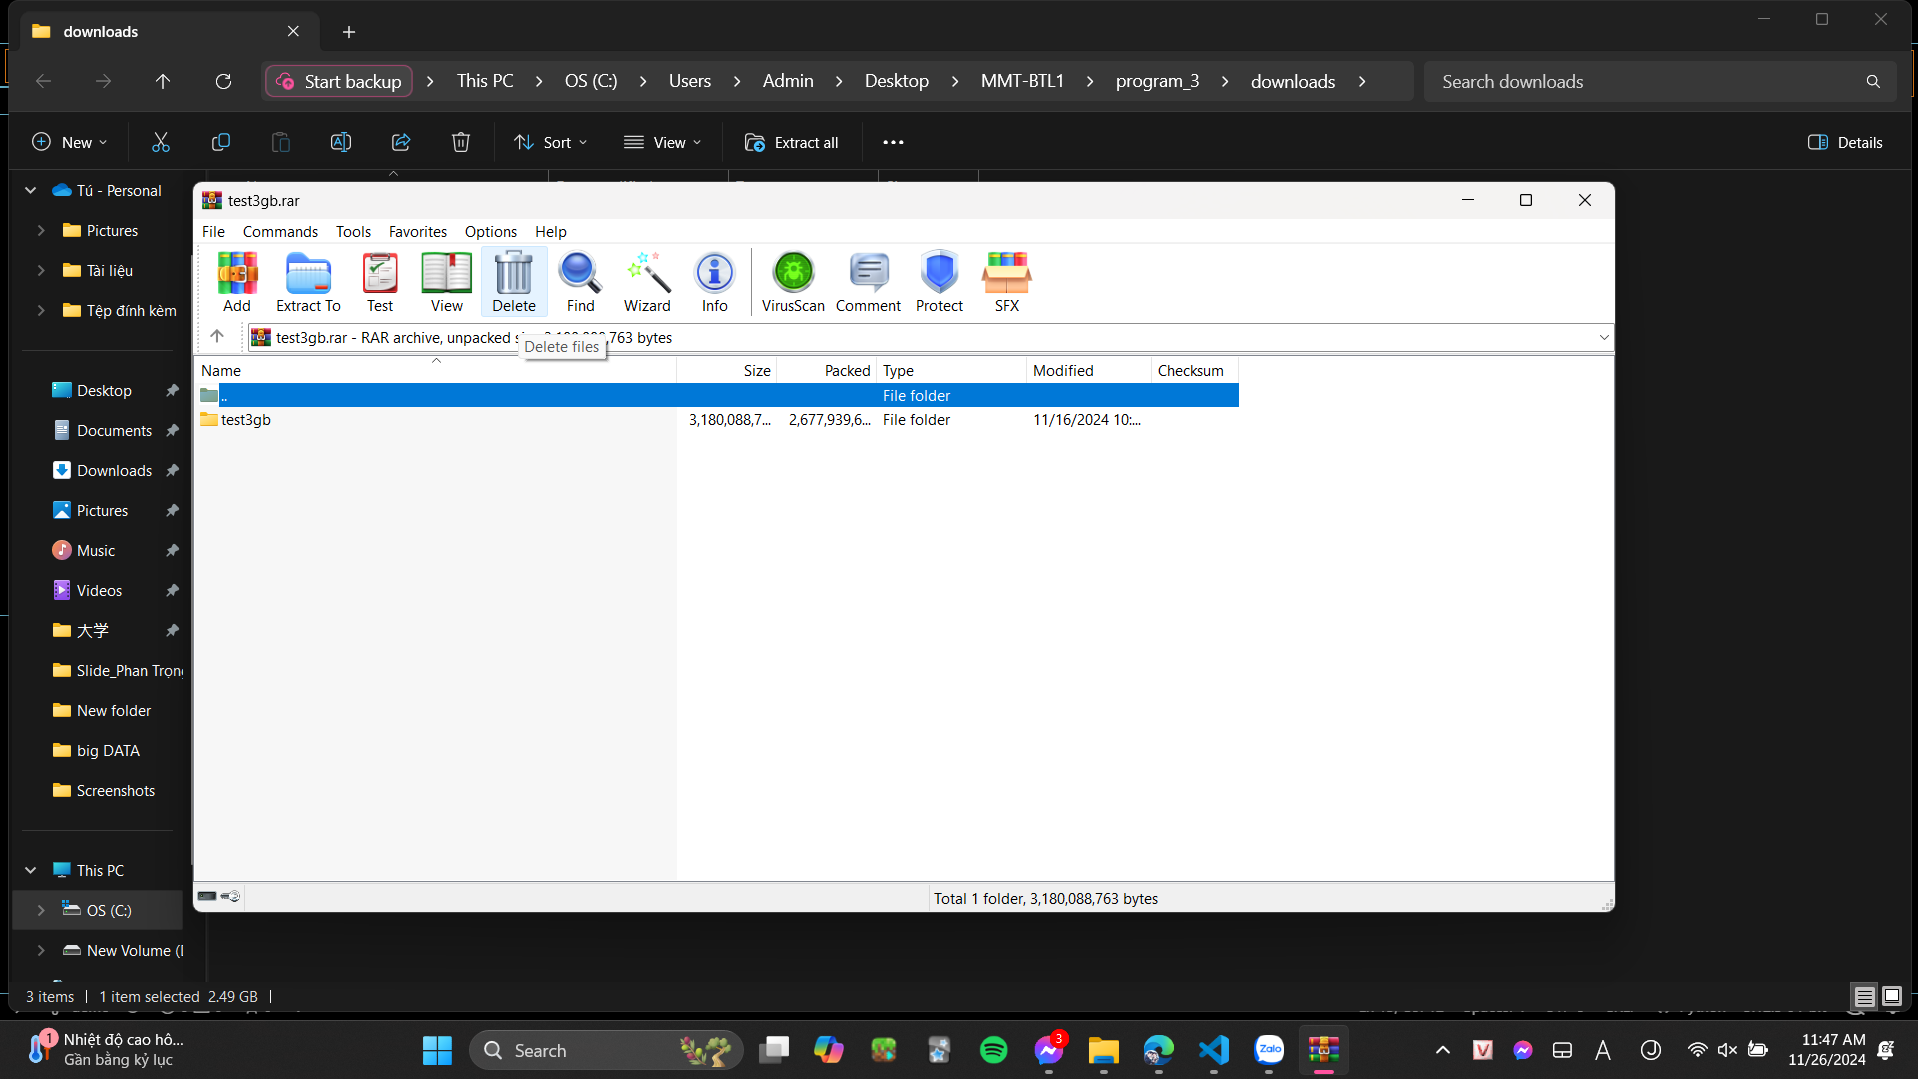 downloads
Start backup
This PC
OS (C:)
Users
Admin
Desktop
MMT-BTL1
program_3
downloads
Search downloads
New
Sort
View
Extract all
Details
Tú - Personal
Pictures
Tài liệu
Tệp đính kèm
Desktop
Documents
Downloads
Pictures
Music
Videos
大学
Slide_Phan Trọng
New folder
big DATA
Screenshots
This PC
OS (C:)
New Volume (
3 items
1 item selected 2.49 GB
test3gb.rar
File Commands Tools Favorites Options Help
Add
Extract To
Test
View
Delete
Find
Wizard
Info
VirusScan
Comment
Protect
SFX
test3gb.rar - RAR archive, unpacked
,763 bytes
Delete files
Name Size Packed Type Modified Checksum
.. File folder
test3gb 3,180,088,7... 2,677,939,6... File folder 11/16/2024 10:...
Total 1 folder, 3,180,088,763 bytes
1
Nhiệt độ cao hô...
Gần bằng kỷ lục
Search
3
Zalo
V
A
J
11:47 AM
11/26/2024